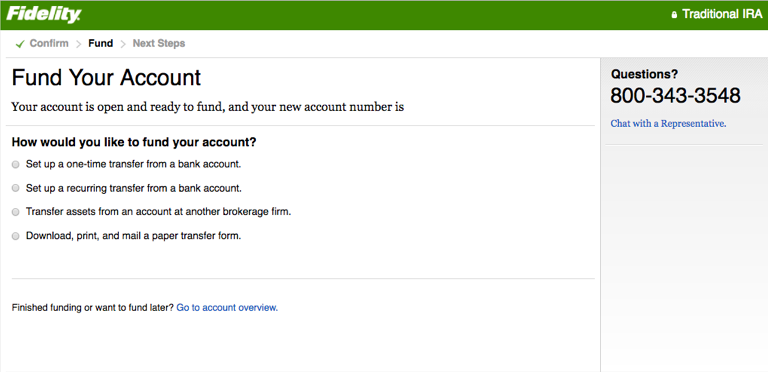 Fidelity
Traditional IRA
Confirm Fund Next Steps
Fund Your Account
Your account is open and ready to fund, and your new account number is
How would you like to fund your account?
Set up a one-time transfer from a bank account.
Set up a recurring transfer from a bank account.
Transfer assets from an account at another brokerage firm.
Download, print, and mail a paper transfer form.
Finished funding or want to fund later? Go to account overview.
Questions?
800-343-3548
Chat with a Representative.